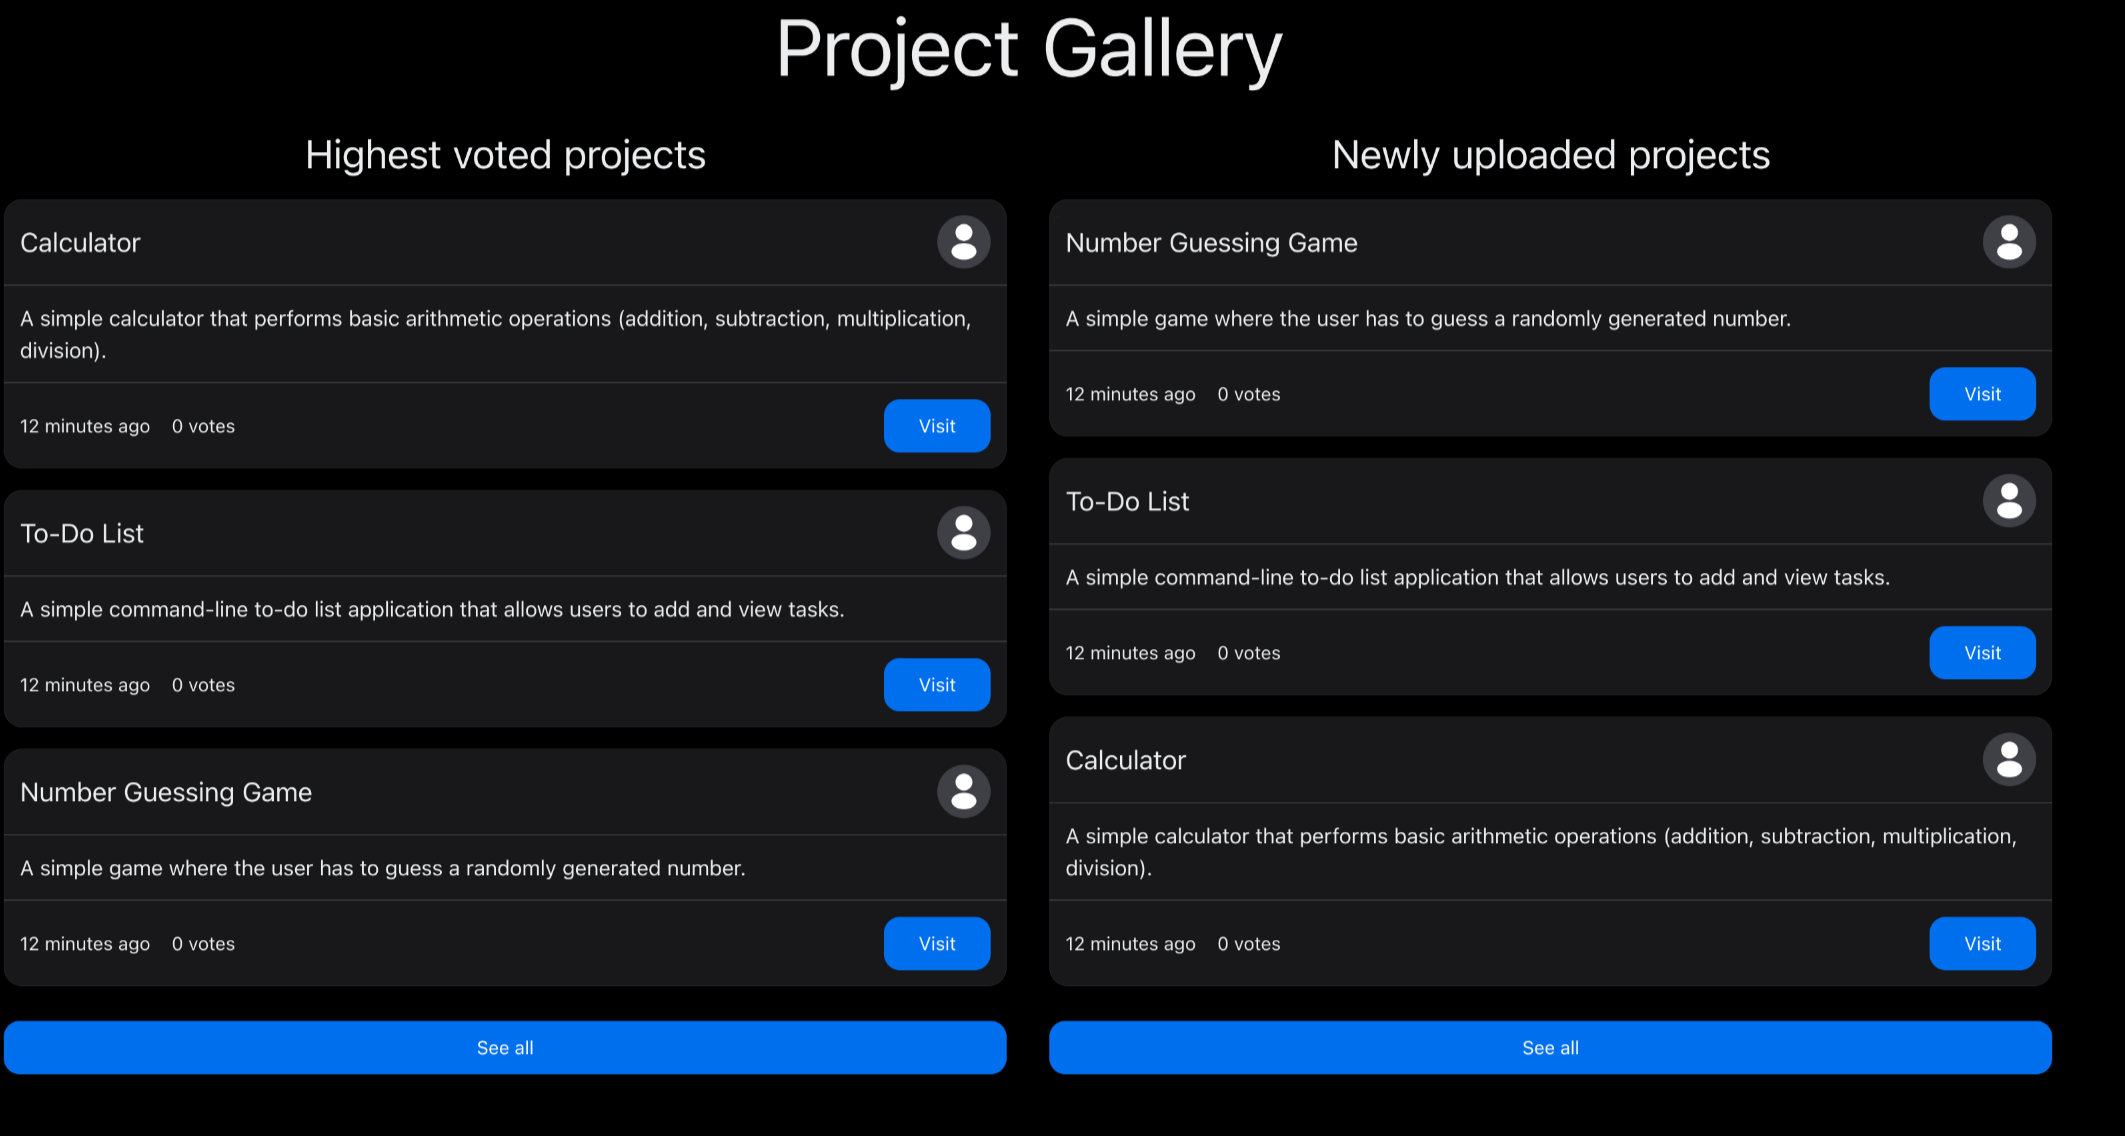 Project Gallery
Highest voted projects
Calculator
A simple calculator that performs basic arithmetic operations (addition, subtraction, multiplication,
division).
12 minutes ago 0 votes
Visit
To-Do List
A simple command-line to-do list application that allows users to add and view tasks.
12 minutes ago 0 votes
Visit
Number Guessing Game
A simple game where the user has to guess a randomly generated number.
12 minutes ago 0 votes
Visit
See all
Newly uploaded projects
Number Guessing Game
A simple game where the user has to guess a randomly generated number.
12 minutes ago 0 votes
Visit
To-Do List
A simple command-line to-do list application that allows users to add and view tasks.
12 minutes ago 0 votes
Visit
Calculator
A simple calculator that performs basic arithmetic operations (addition, subtraction, multiplication,
division).
12 minutes ago 0 votes
Visit
See all